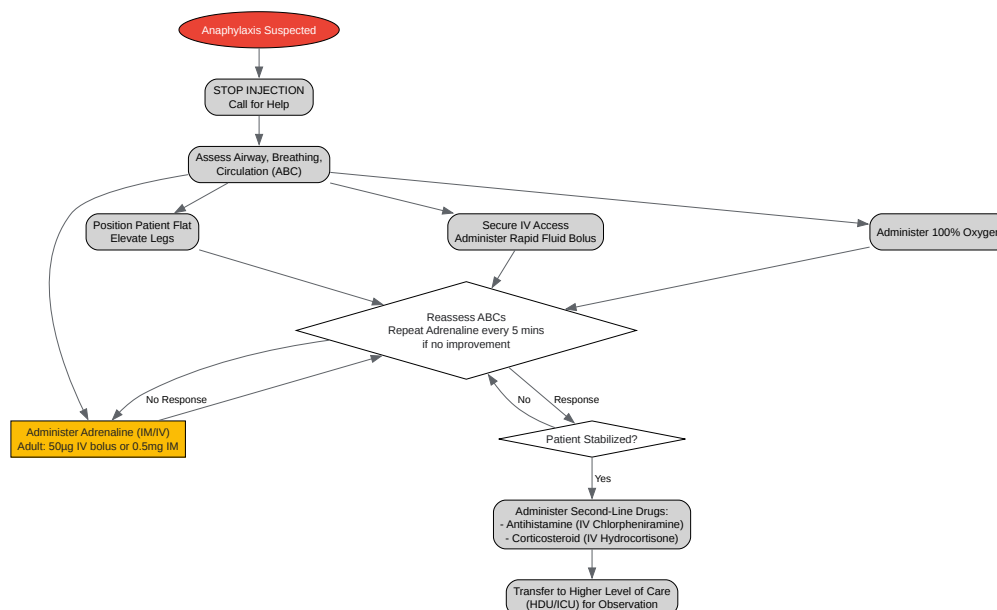 Anaphylaxis Suspected
STOP INJECTION
Call for Help
Assess Airway, Breathing,
Circulation (ABC)
Position Patient Flat
Elevate Legs
Secure IV Access
Administer Rapid Fluid Bolus
Administer 100% Oxygen
Reassess ABCs
Repeat Adrenaline every 5 mins
if no improvement
No Response
No
Response
Administer Adrenaline (IM/IV)
Adult: 50µg IV bolus or 0.5mg IM
Patient Stabilized?
Yes
Administer Second-Line Drugs:
- Antihistamine (IV Chlorpheniramine)
- Corticosteroid (IV Hydrocortisone)
Transfer to Higher Level of Care
(HDU/ICU) for Observation